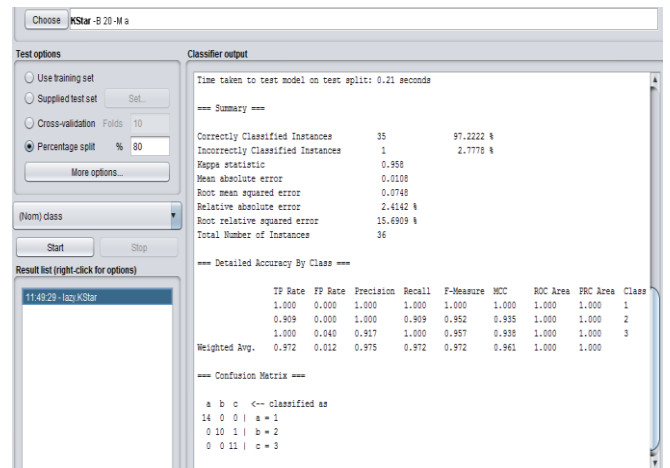 Choose KStar -B 20 -M a
Test options
Use training set
Supplied test set Set...
Cross-validation Folds 10
Percentage split % 80
More options...
(Nom) class
Start Stop
Result list (right-click for options)
11:49:29 - lazy.KStar
Classifier output
Time taken to test model on test split: 0.21 seconds
=== Summary ===
Correctly Classified Instances 35 97.2222 %
Incorrectly Classified Instances 1 2.7778 %
Kappa statistic 0.958
Mean absolute error 0.0108
Root mean squared error 0.0748
Relative absolute error 2.4142 %
Root relative squared error 15.6909 %
Total Number of Instances 36
=== Detailed Accuracy By Class ===
TP Rate FP Rate Precision Recall F-Measure MCC ROC Area PRC Area Class
1.000 0.000 1.000 1.000 1.000 1.000 1.000 1.000 1
0.909 0.000 1.000 0.909 0.952 0.935 1.000 1.000 2
1.000 0.040 0.917 1.000 0.957 0.938 1.000 1.000 3
Weighted Avg. 0.972 0.012 0.975 0.972 0.972 0.961 1.000 1.000
=== Confusion Matrix ===
a b c <-- classified as
14 0 0 | a = 1
0 10 1 | b = 2
0 0 11 | c = 3